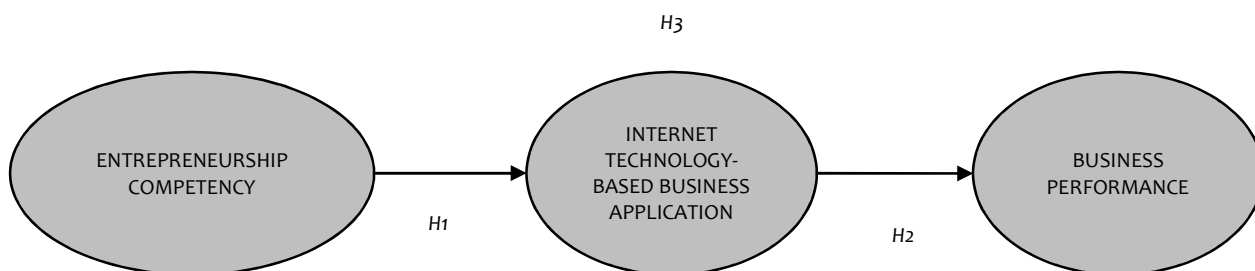 H3
ENTREPRENEURSHIP
COMPETENCY
H1
INTERNET
TECHNOLOGY-
BASED BUSINESS
APPLICATION
H2
BUSINESS
PERFORMANCE